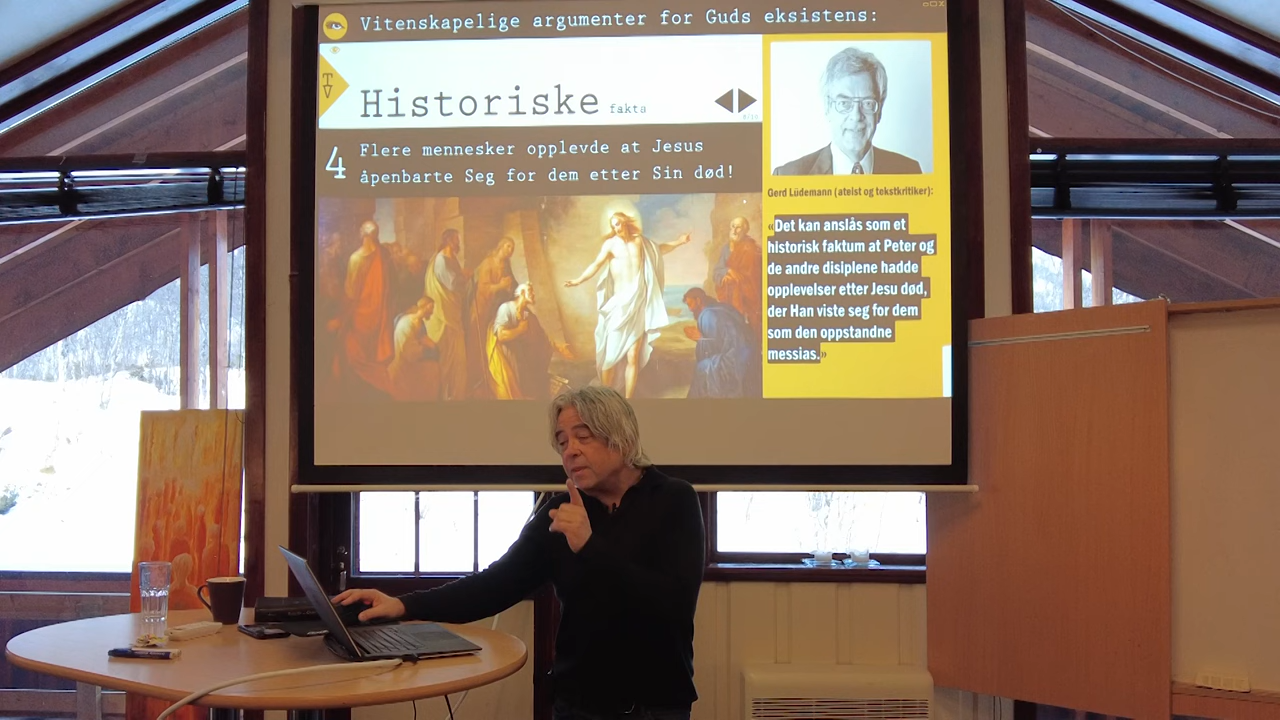 Vitenskapelige argumenter for Guds eksistens:
TV
Historiske fakta
4 Flere mennesker opplevde at Jesus
åpenbarte Seg for dem etter Sin død!
Gerd Lüdemann (ateist og tekstkritiker):
«Det kan anslås som et
historisk faktum at Peter og
de andre disiplene hadde
opplevelser etter Jesu død,
der Han viste seg for dem
som den oppstandne
messias.»